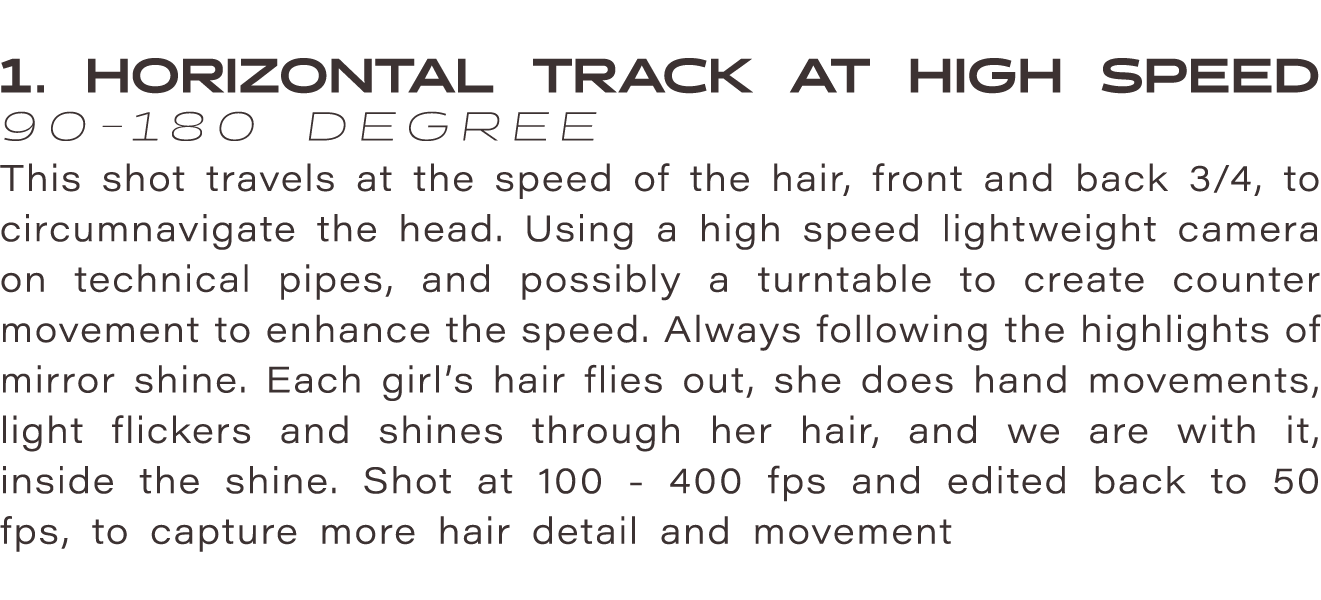 1. HORIZONTAL TRACK AT HIGH SPEED
90-180 DEGREE
This shot travels at the speed of the hair, front and back 3/4, to
circumnavigate the head. Using a high speed lightweight camera
on technical pipes, and possibly a turntable to create counter
movement to enhance the speed. Always following the highlights of
mirror shine. Each girl’s hair flies out, she does hand movements,
light flickers and shines through her hair, and we are with it,
inside the shine. Shot at 100 - 400 fps and edited back to 50
fps, to capture more hair detail and movement